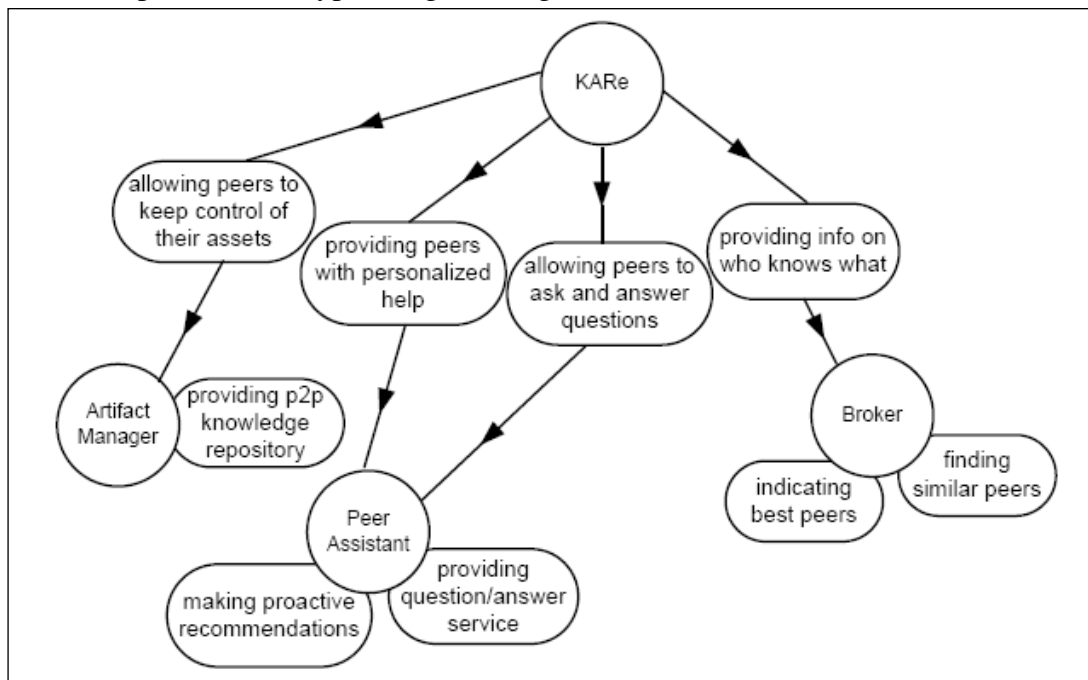 KARe
allowing peers to
keep control of
their assets
providing peers
with personalized
help
allowing peers to
ask and answer
questions
providing info on
who knows what
Artifact
Manager
providing p2p
knowledge
repository
Peer
Assistant
making proactive
recommendations
providing
question/answer
service
Broker
indicating
best peers
finding
similar peers